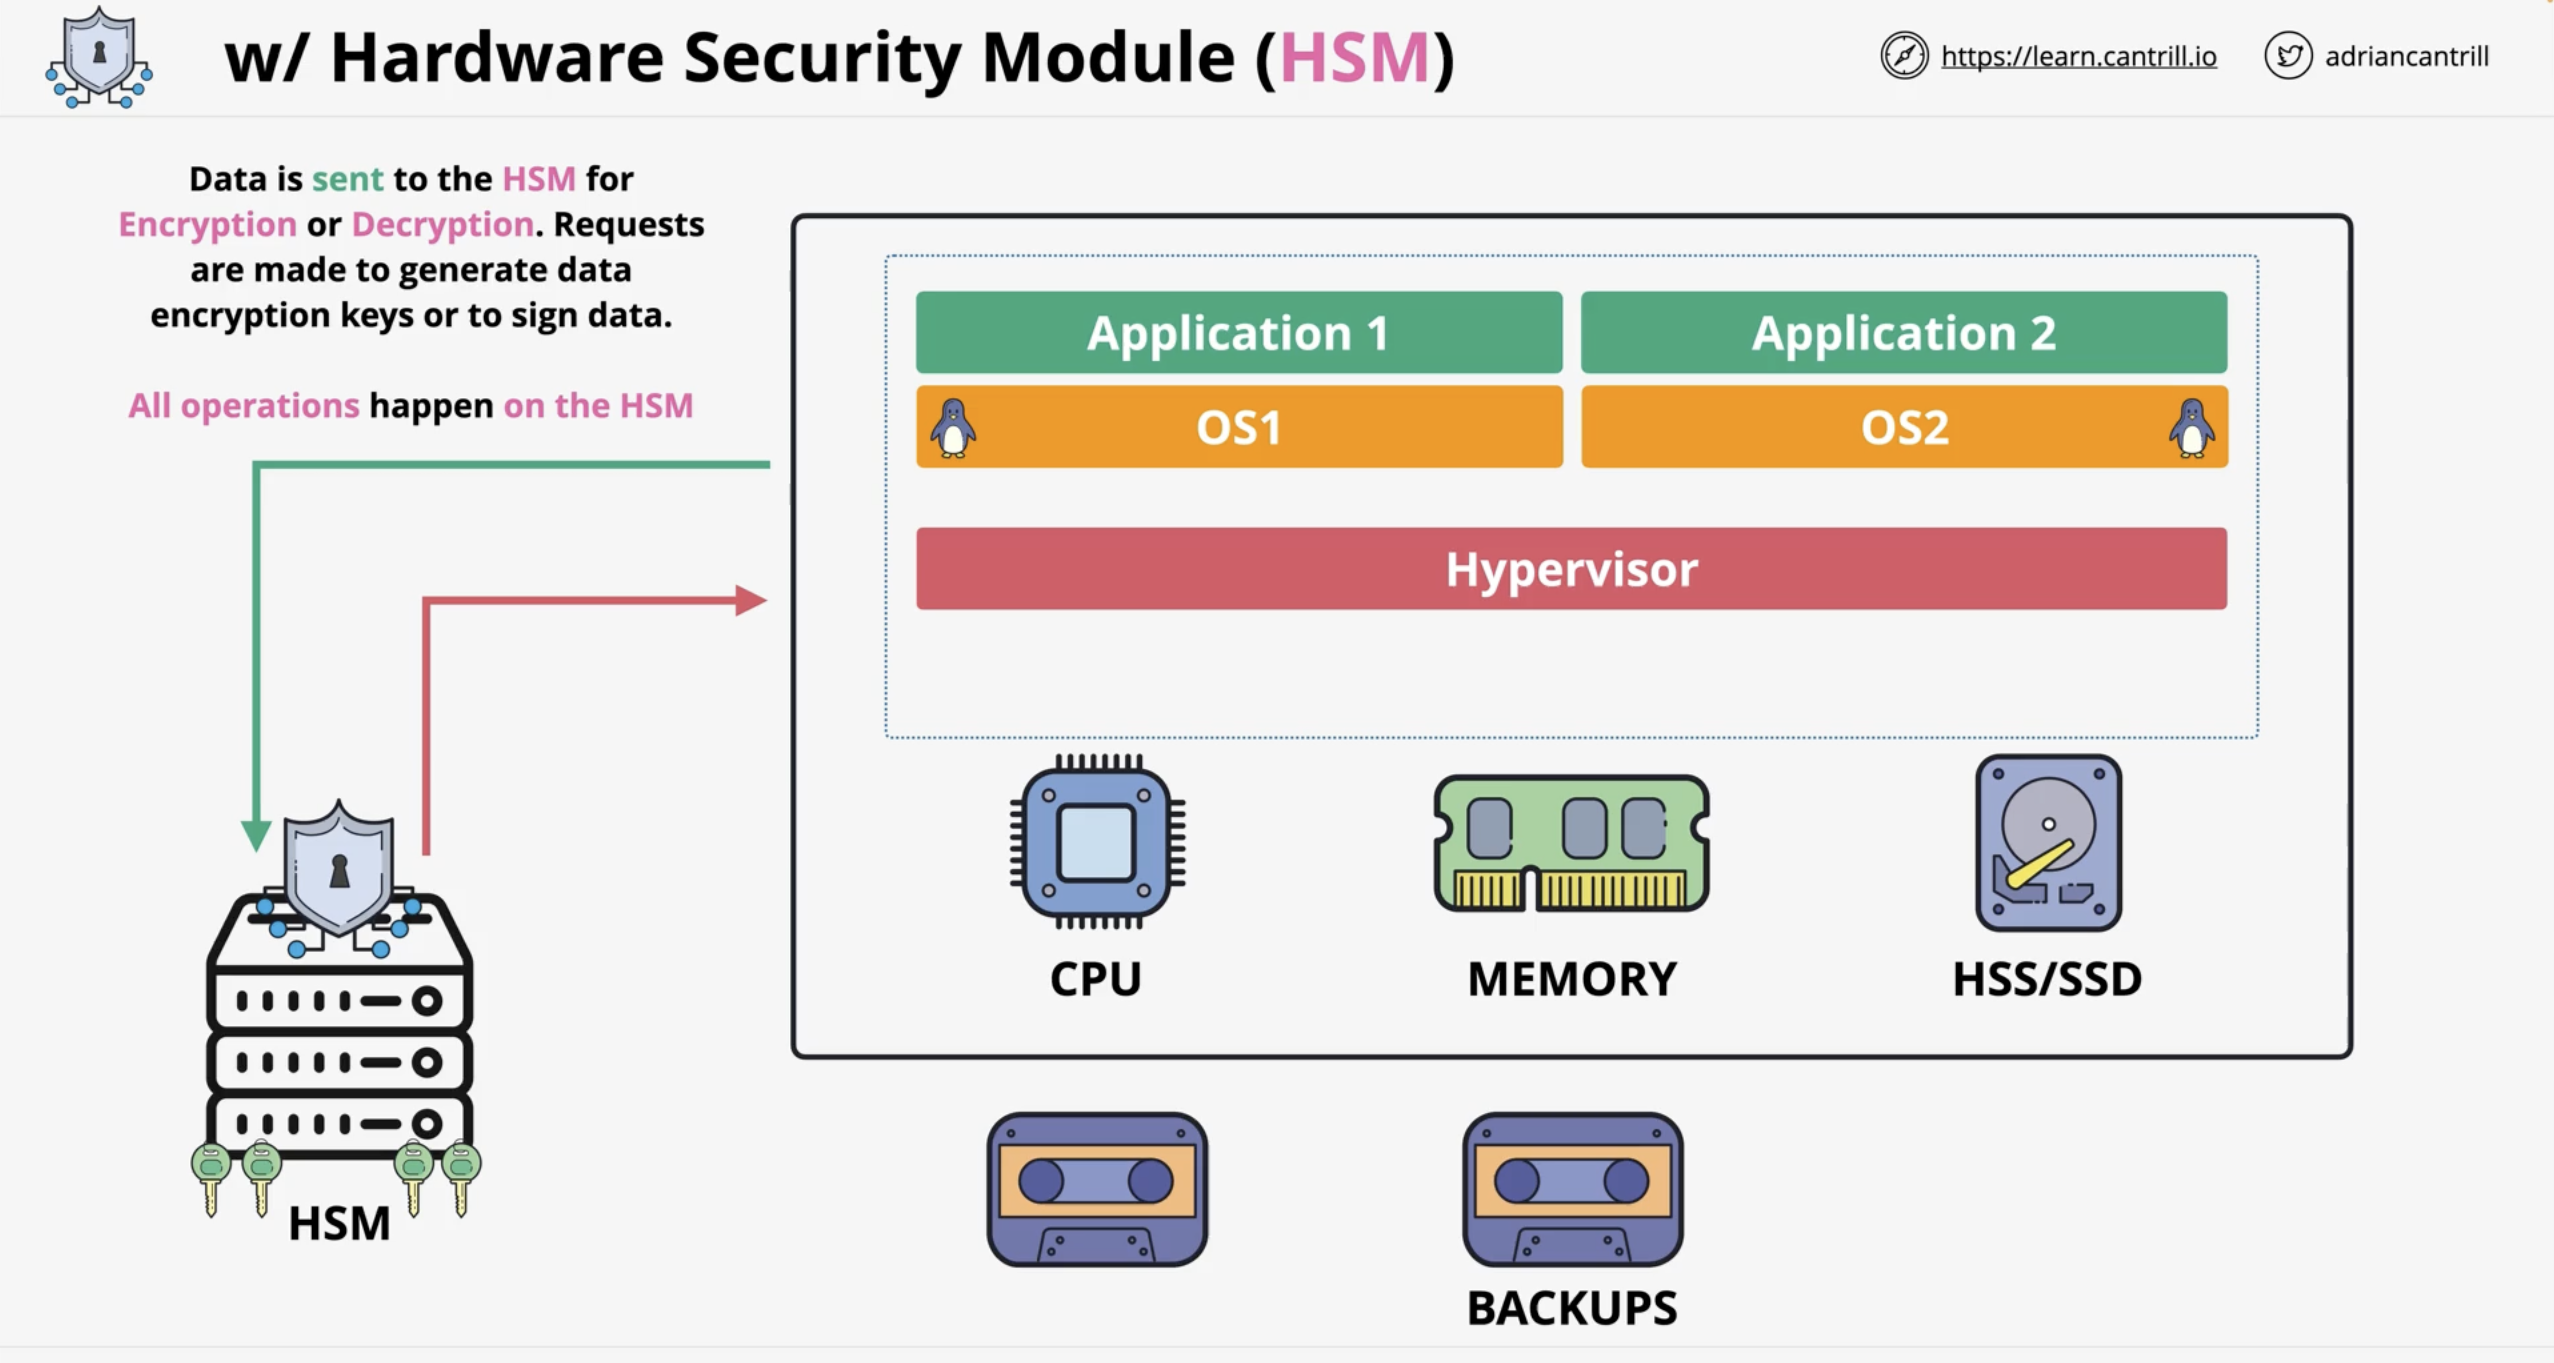 w/ Hardware Security Module (HSM)
https://learn.cantrill.io
adriancantrill
Data is sent to the HSM for
Encryption or Decryption. Requests
are made to generate data
encryption keys or to sign data.
All operations happen on the HSM
Application 1
Application 2
OS1
OS2
Hypervisor
CPU
MEMORY
HSS/SSD
HSM
BACKUPS